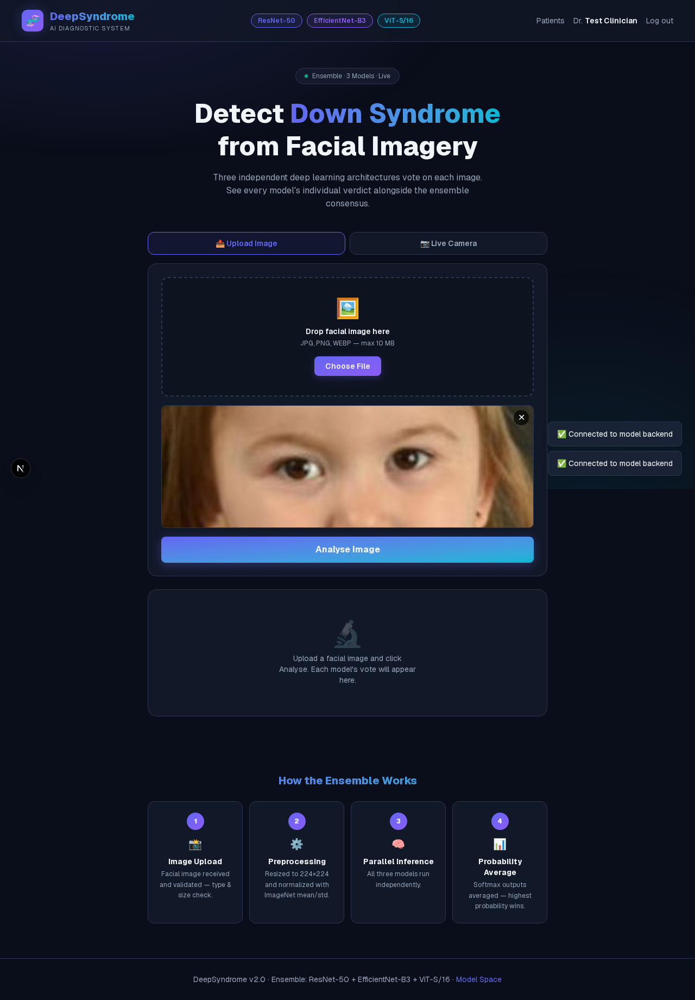 DeepSyndrome
AI DIAGNOSTIC SYSTEM
ResNet-50 EfficientNet-B3 ViT-S/16
Patients Dr. Test Clinician Log out
Ensemble · 3 Models · Live
Detect Down Syndrome
from Facial Imagery
Three independent deep learning architectures vote on each image.
See every model's individual verdict alongside the ensemble
consensus.
📤 Upload Image 📷 Live Camera
Drop facial image here
JPG, PNG, WEBP — max 10 MB
Choose File
✕
✅ Connected to model backend
✅ Connected to model backend
N
Analyse Image
Upload a facial image and click
Analyse. Each model's vote will appear
here.
How the Ensemble Works
1
Image Upload
Facial image received
and validated — type &
size check.
2
Preprocessing
Resized to 224×224
and normalized with
ImageNet mean/std.
3
Parallel Inference
All three models run
independently.
4
Probability
Average
Softmax outputs
averaged — highest
probability wins.
DeepSyndrome v2.0 · Ensemble: ResNet-50 + EfficientNet-B3 + ViT-S/16 · Model Space